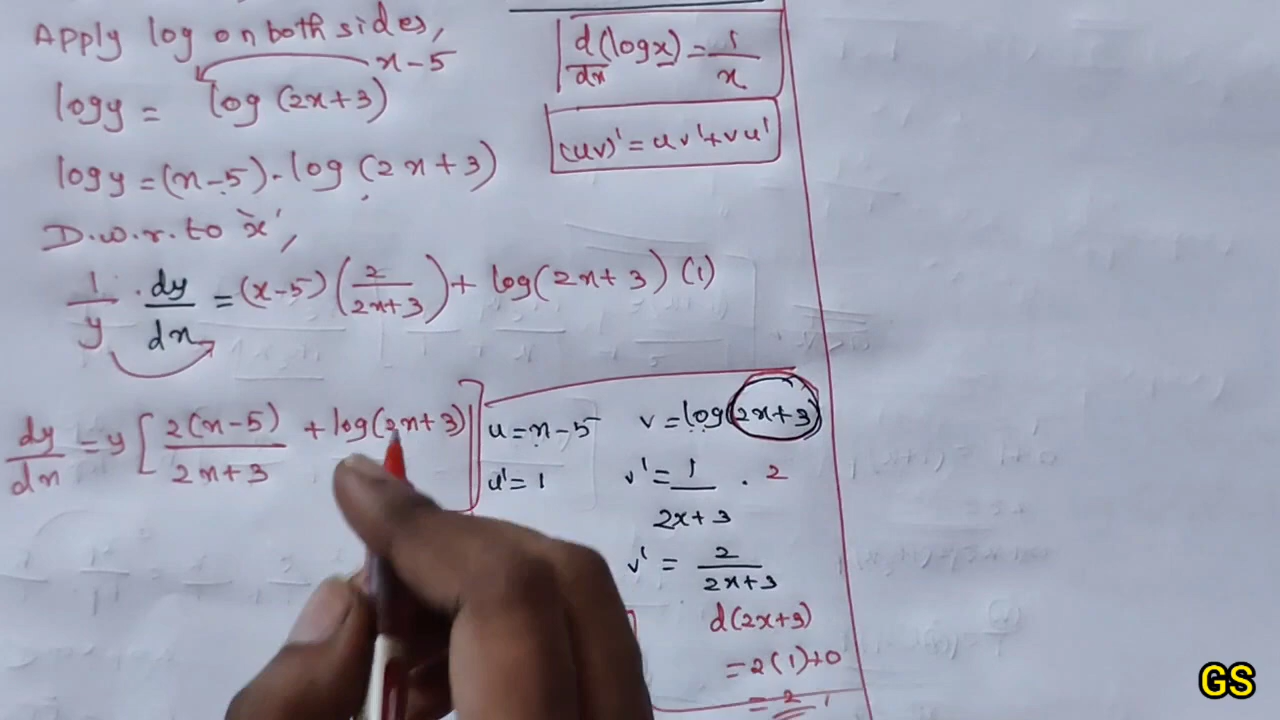 Apply log on both sides,
x-5
logy = log (2x+3)
logy = (x-5)·log (2x+3)
D.w.r.to 'x',
1/y · dy/dx = (x-5) (2/2x+3) + log(2x+3) (1)
dy/dx = y [2(x-5)/2x+3 + log(2x+3)]
d/dx (logx) = 1/x
(uv)' = uv'+vu'
u = x-5 v = log(2x+3)
u' = 1 v' = 1/2x+3 · 2
v' = 2/2x+3
d(2x+3)
= 2(1)+0
= 2
GS